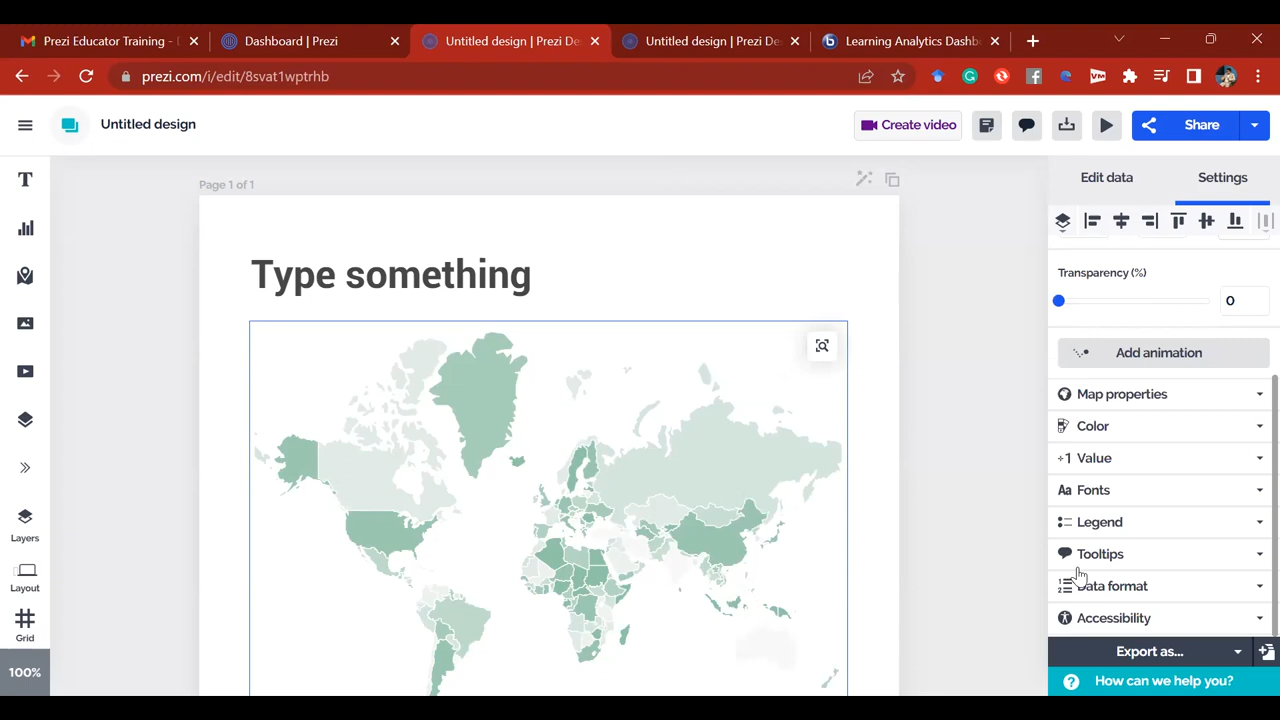 Prezi Educator Training -
Dashboard | Prezi
Untitled design | Prezi De
Untitled design | Prezi De
Learning Analytics Dashb
prezi.com/i/edit/8svat1wptrhb
VM
Untitled design
Create video
Share
Page 1 of 1
Edit data
Settings
Type something
Transparency (%)
0
Add animation
Map properties
Color
+1 Value
Aa Fonts
Legend
Tooltips
Data format
Accessibility
Export as...
How can we help you?
T
Layers
Layout
Grid
100%